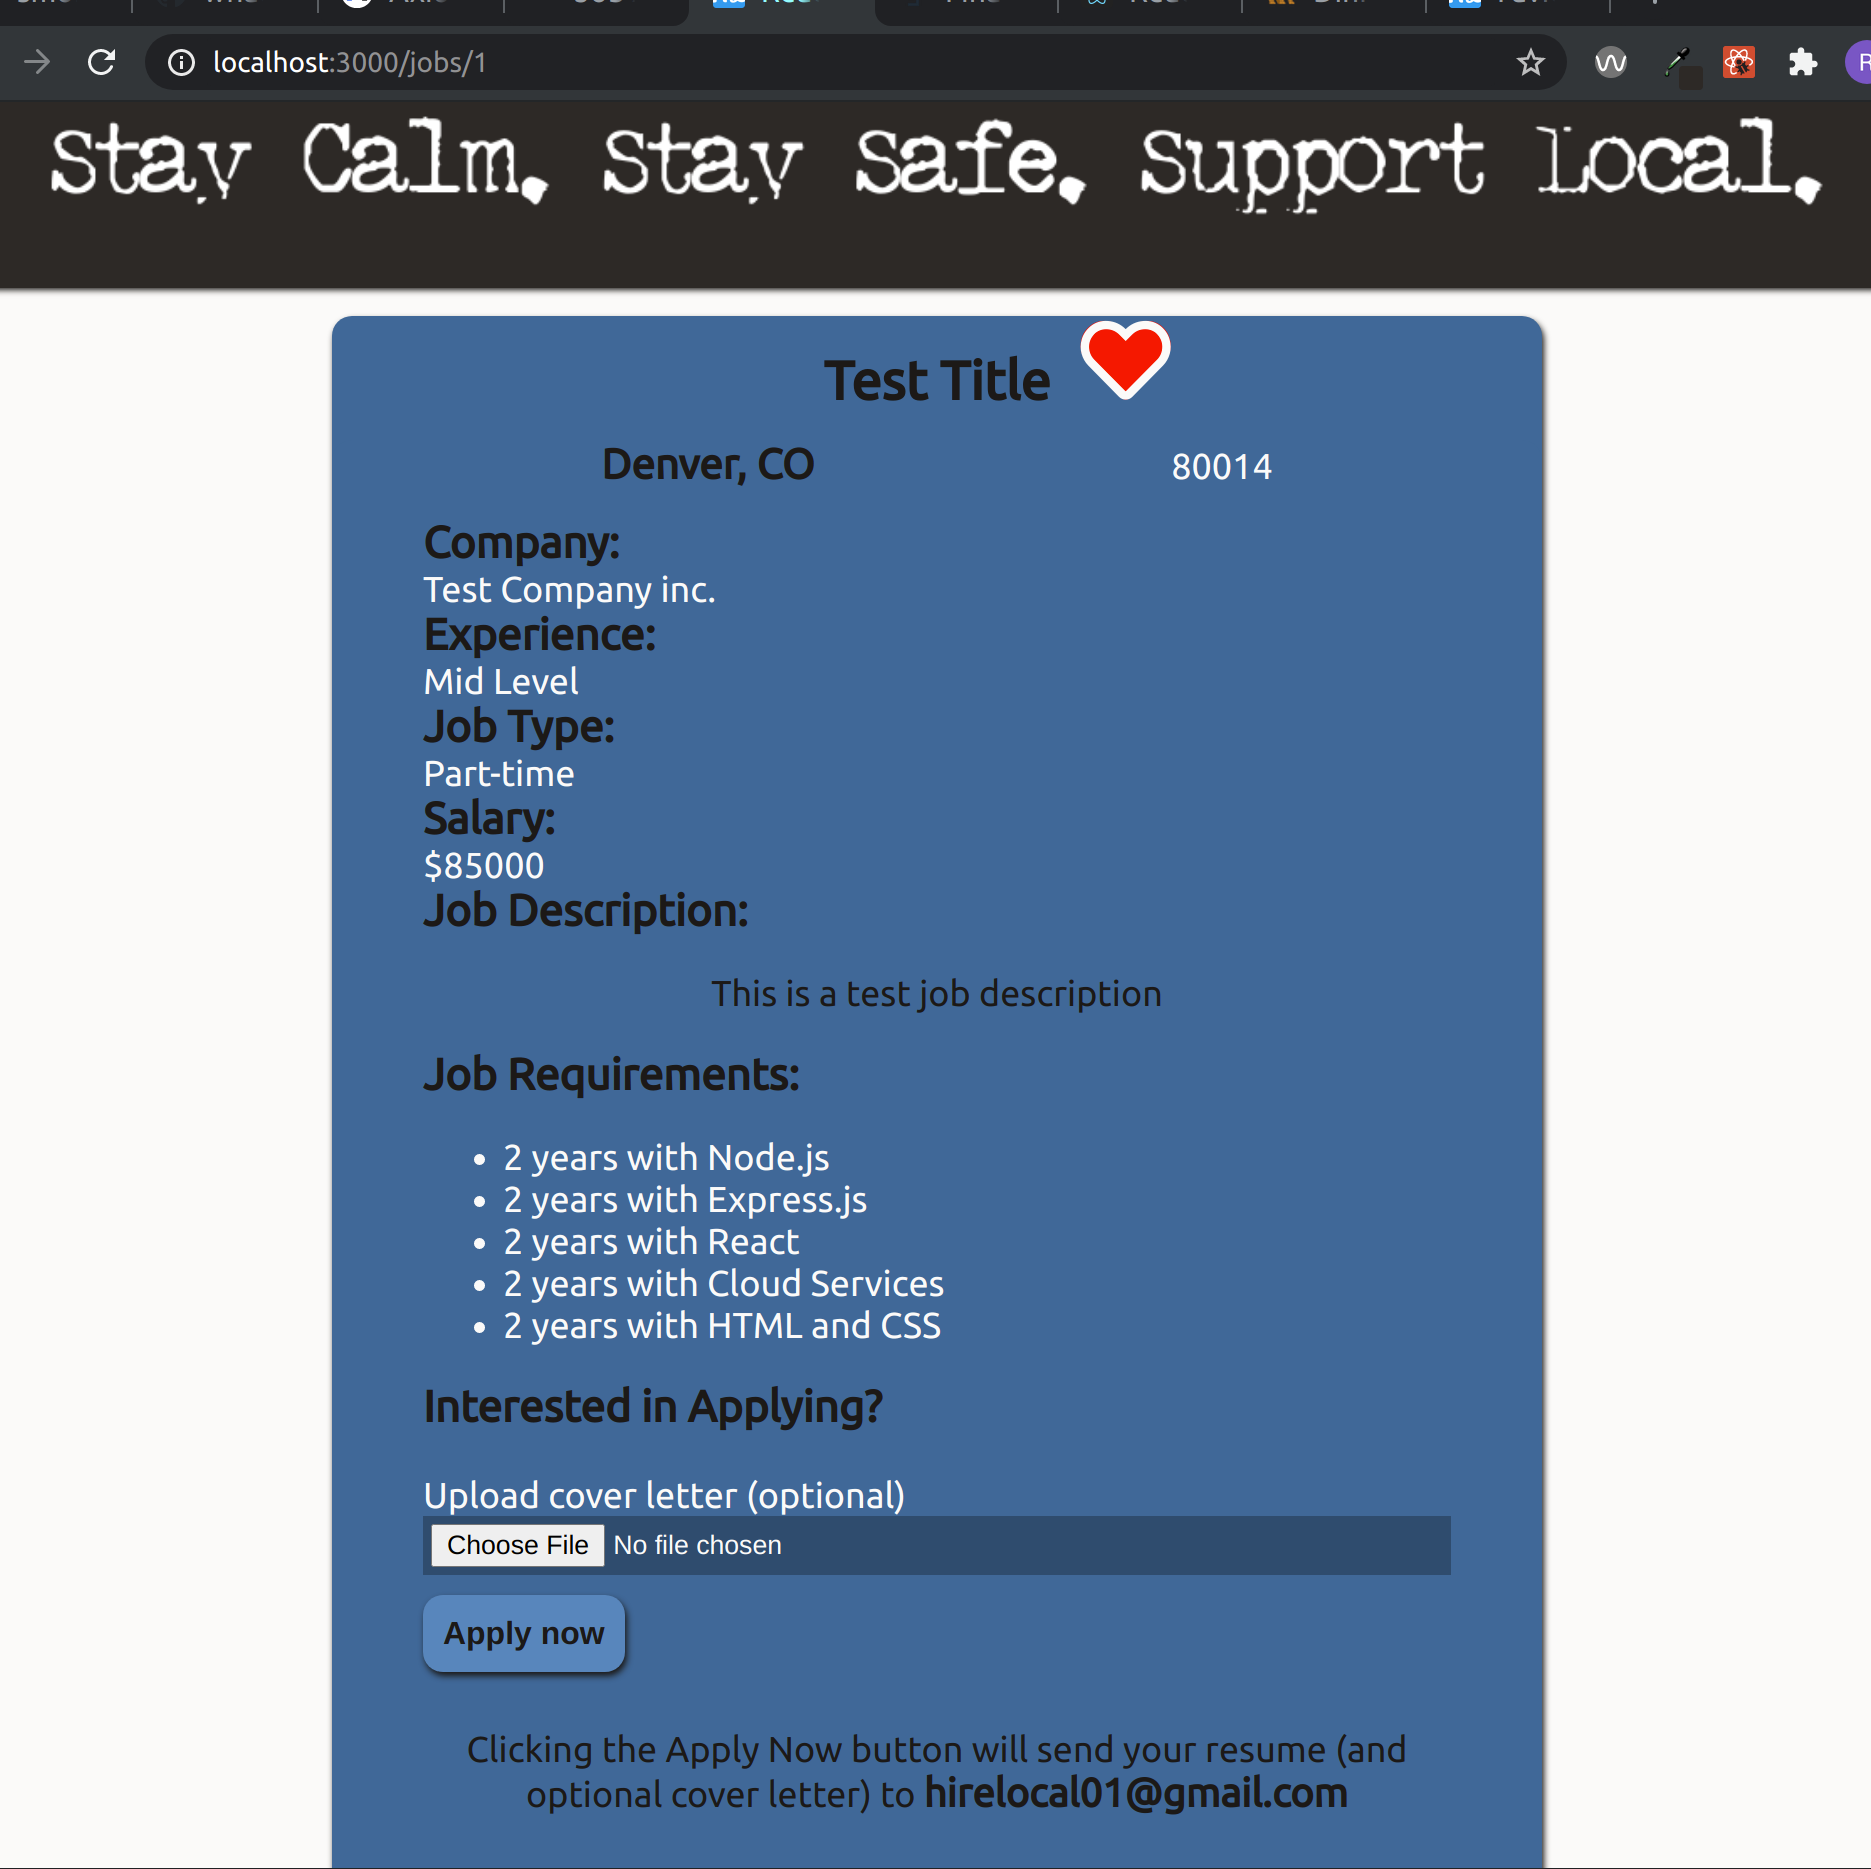 localhost:3000/jobs/1
Stay Calm. Stay Safe. Support Local.
Test Title
Denver, CO 80014
Company:
Test Company inc.
Experience:
Mid Level
Job Type:
Part-time
Salary:
$85000
Job Description:
This is a test job description
Job Requirements:
• 2 years with Node.js
• 2 years with Express.js
• 2 years with React
• 2 years with Cloud Services
• 2 years with HTML and CSS
Interested in Applying?
Upload cover letter (optional)
Choose File No file chosen
Apply now
Clicking the Apply Now button will send your resume (and
optional cover letter) to hirelocal01@gmail.com